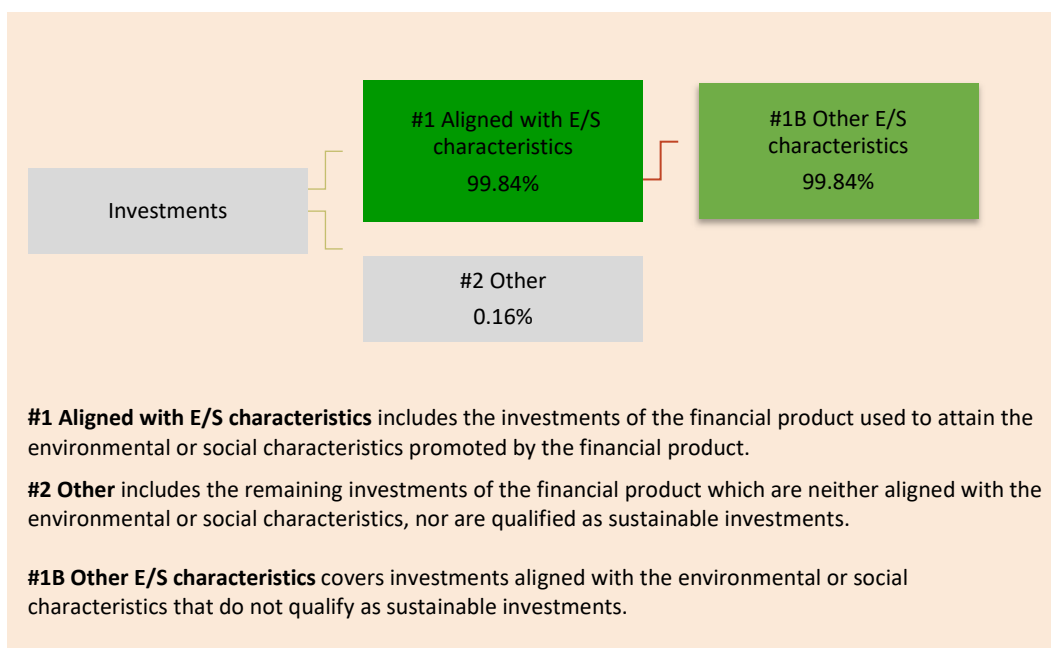 #1 Aligned with E/S
characteristics
99.84%
#1B Other E/S
characteristics
99.84%
Investments
#2 Other
0.16%
#1 Aligned with E/S characteristics includes the investments of the financial product used to attain the
environmental or social characteristics promoted by the financial product.
#2 Other includes the remaining investments of the financial product which are neither aligned with the
environmental or social characteristics, nor are qualified as sustainable investments.
#1B Other E/S characteristics covers investments aligned with the environmental or social
characteristics that do not qualify as sustainable investments.